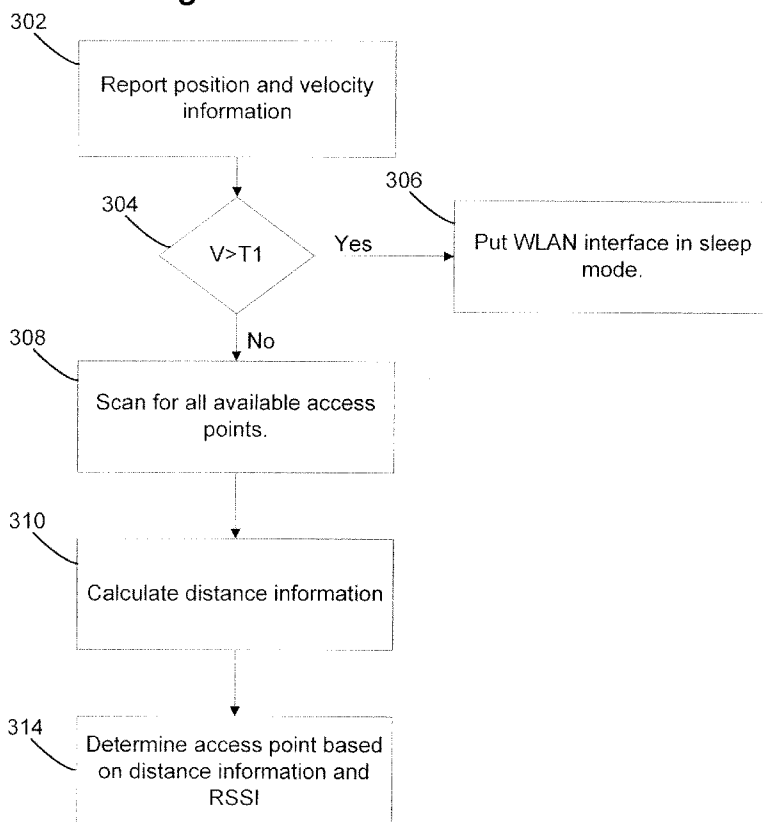 302
Report position and velocity
information
304
V>T1
Yes
306
Put WLAN interface in sleep
mode.
No
308
Scan for all available access
points.
310
Calculate distance information
314
Determine access point based
on distance information and
RSSI